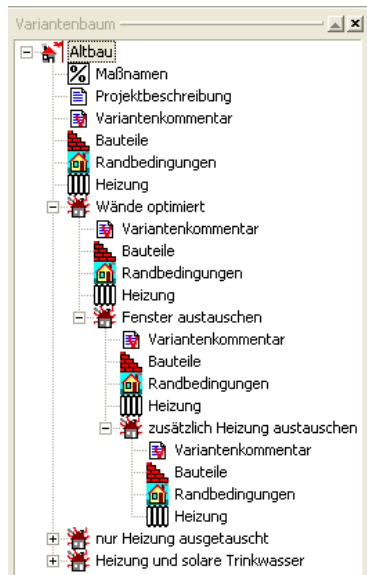 Variantenbaum
Altbau
Maßnamen
Projektbeschreibung
Variantenkommentar
Bauteile
Randbedingungen
Heizung
Wände optimiert
Variantenkommentar
Bauteile
Randbedingungen
Heizung
Fenster austauschen
Variantenkommentar
Bauteile
Randbedingungen
Heizung
zusätzlich Heizung austauschen
Variantenkommentar
Bauteile
Randbedingungen
Heizung
nur Heizung ausgetauscht
Heizung und solare Trinkwasser